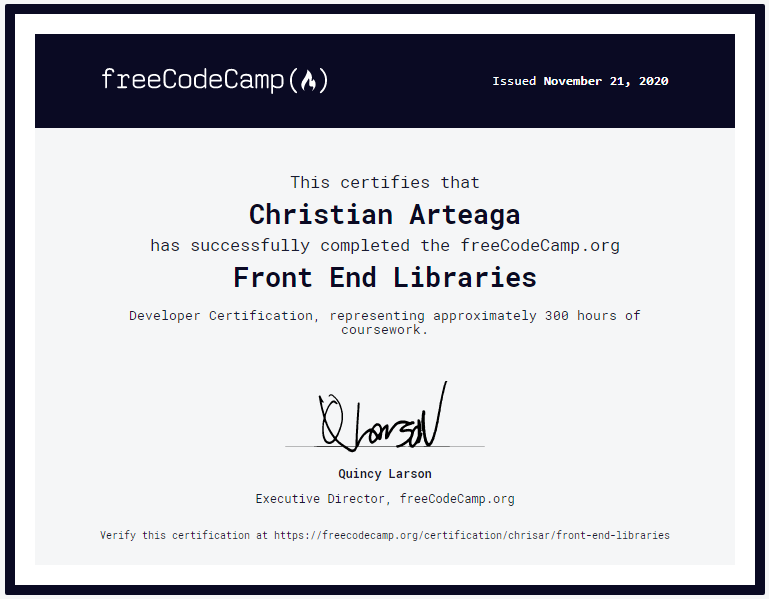 freeCodeCamp(🔥)
Issued November 21, 2020
This certifies that
Christian Arteaga
has successfully completed the freeCodeCamp.org
Front End Libraries
Developer Certification, representing approximately 300 hours of
coursework.
Q Larson
Quincy Larson
Executive Director, freeCodeCamp.org
Verify this certification at https://freecodecamp.org/certification/chrisar/front-end-libraries